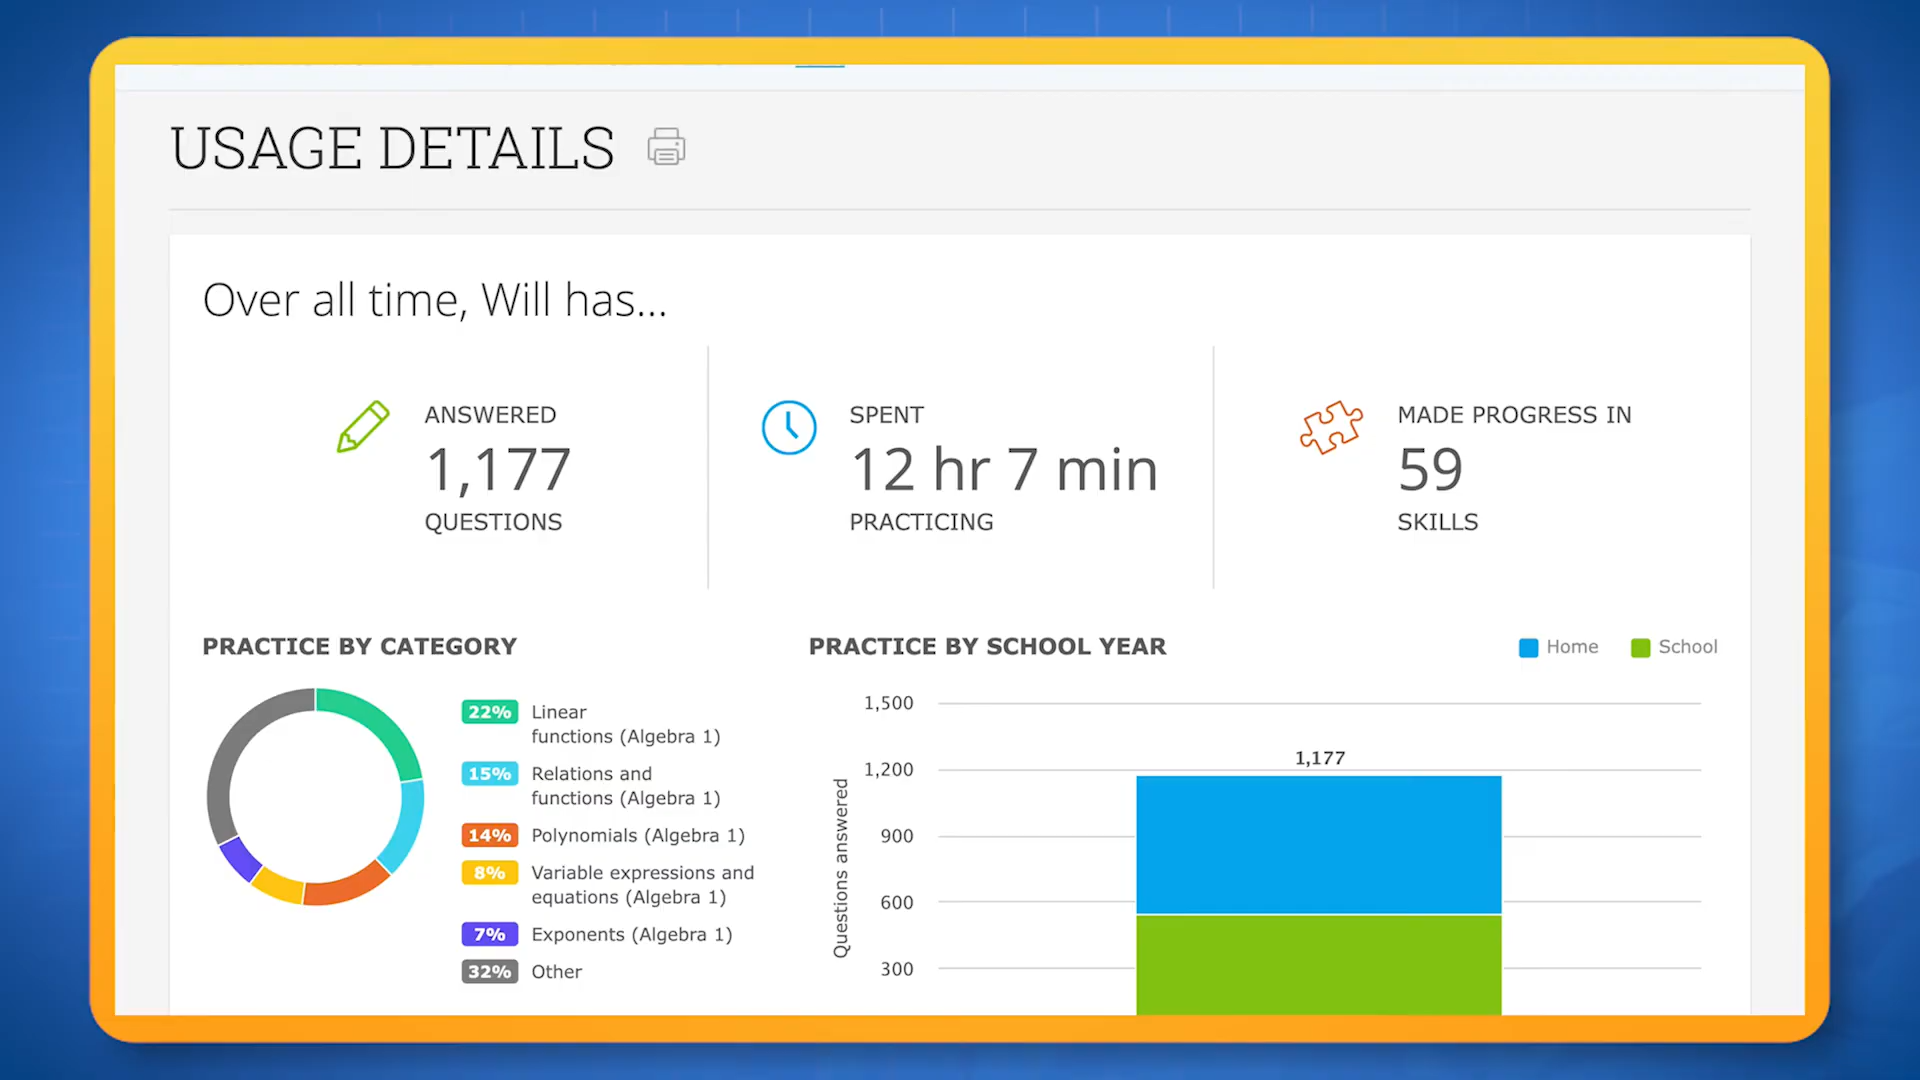 USAGE DETAILS
Over all time, Will has...
ANSWERED
1,177
QUESTIONS
SPENT
12 hr 7 min
PRACTICING
MADE PROGRESS IN
59
SKILLS
PRACTICE BY CATEGORY
22% Linear
functions (Algebra 1)
15% Relations and
functions (Algebra 1)
14% Polynomials (Algebra 1)
8% Variable expressions and
equations (Algebra 1)
7% Exponents (Algebra 1)
32% Other
PRACTICE BY SCHOOL YEAR
Home
School
Questions answered
1,500
1,200
900
600
300
1,177